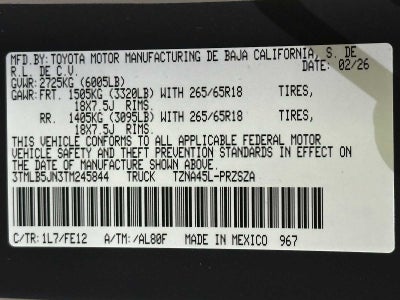 MFD.BY:TOYOTA MOTOR MANUFACTURING DE BAJA CALIFORNIA, S. DE
R.L. DE C.V. DATE: 02/26
GVWR:2725KG (6005LB)
GAWR:FRT. 1505KG (3320LB) WITH 265/65R18 TIRES,
18X7.5J RIMS.
RR. 1405KG (3095LB) WITH 265/65R18 TIRES,
18X7.5J RIMS.
THIS VEHICLE CONFORMS TO ALL APPLICABLE FEDERAL MOTOR
VEHICLE SAFETY AND THEFT PREVENTION STANDARDS IN EFFECT ON
THE DATE OF MANUFACTURE SHOWN ABOVE.
3TMLB5JN3TM245844 TRUCK TZNA45L-PRZSZA
C/TR: 1L7/FE12 A/TM: /AL80F MADE IN MEXICO 967